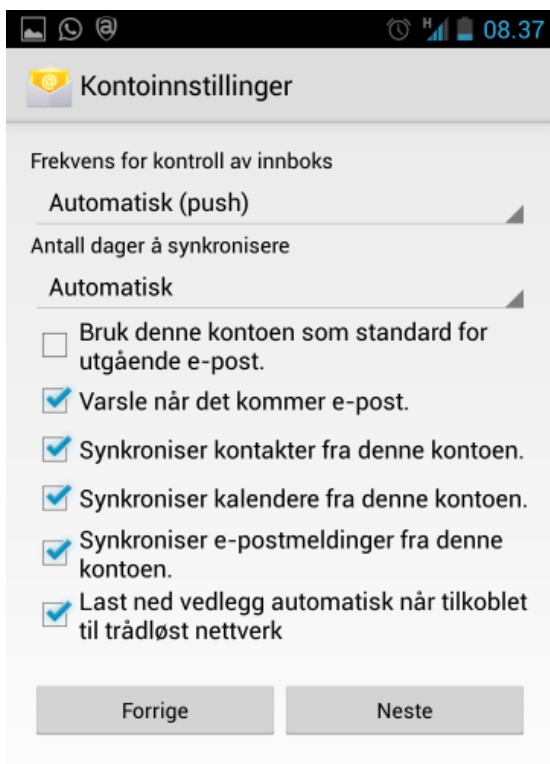 H 08.37
Kontoinnstillinger
Frekvens for kontroll av innboks
Automatisk (push)
Antall dager å synkronisere
Automatisk
Bruk denne kontoen som standard for
utgående e-post.
Varsle når det kommer e-post.
Synkroniser kontakter fra denne kontoen.
Synkroniser kalendere fra denne kontoen.
Synkroniser e-postmeldinger fra denne
kontoen.
Last ned vedlegg automatisk når tilkoblet
til trådløst nettverk
Forrige Neste